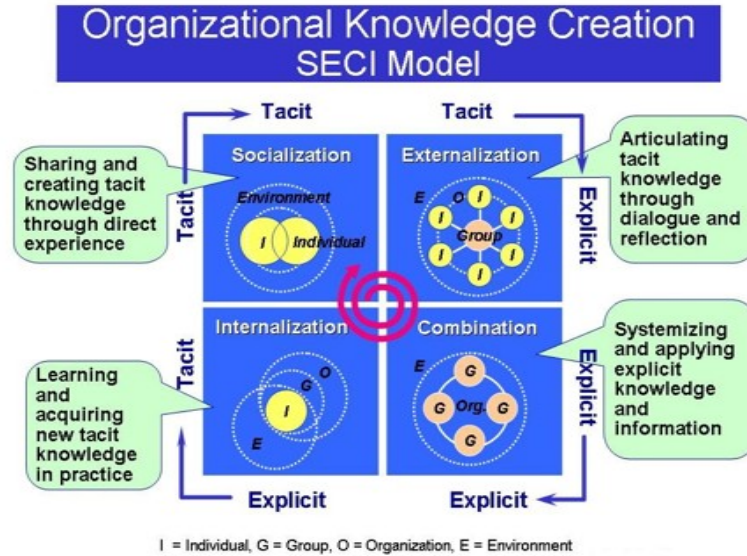 Organizational Knowledge Creation
SECI Model
Tacit
Tacit
Sharing and
creating tacit
knowledge
through direct
experience
Tacit
Socialization
Environment
I
Individual
Externalization
E
O
I
I
I
Group
I
I
I
Explicit
Articulating
tacit
knowledge
through
dialogue and
reflection
Learning
and
acquiring
new tacit
knowledge
in practice
Tacit
Internalization
O
G
I
E
Combination
E
G
G
Org.
G
G
Explicit
Systemizing
and applying
explicit
knowledge
and
information
Explicit
Explicit
I = Individual, G = Group, O = Organization, E = Environment